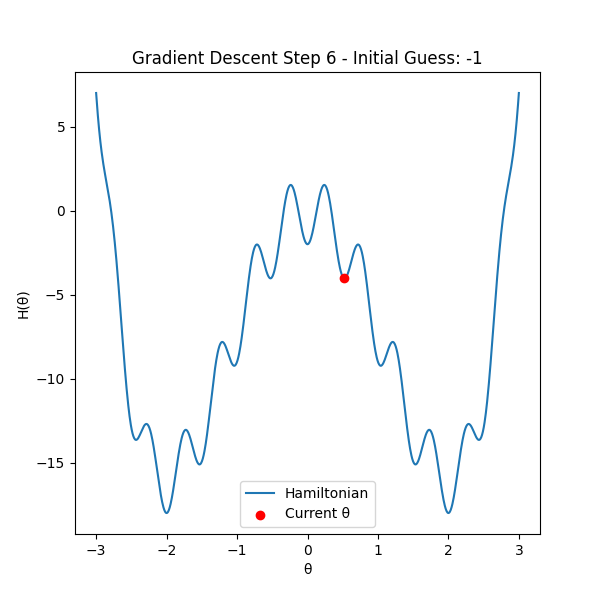 Gradient Descent Step 6 - Initial Guess: -1
5
0
−5
−10
−15
H(θ)
Hamiltonian
Current θ
−3 −2 −1 0 1 2 3
θ